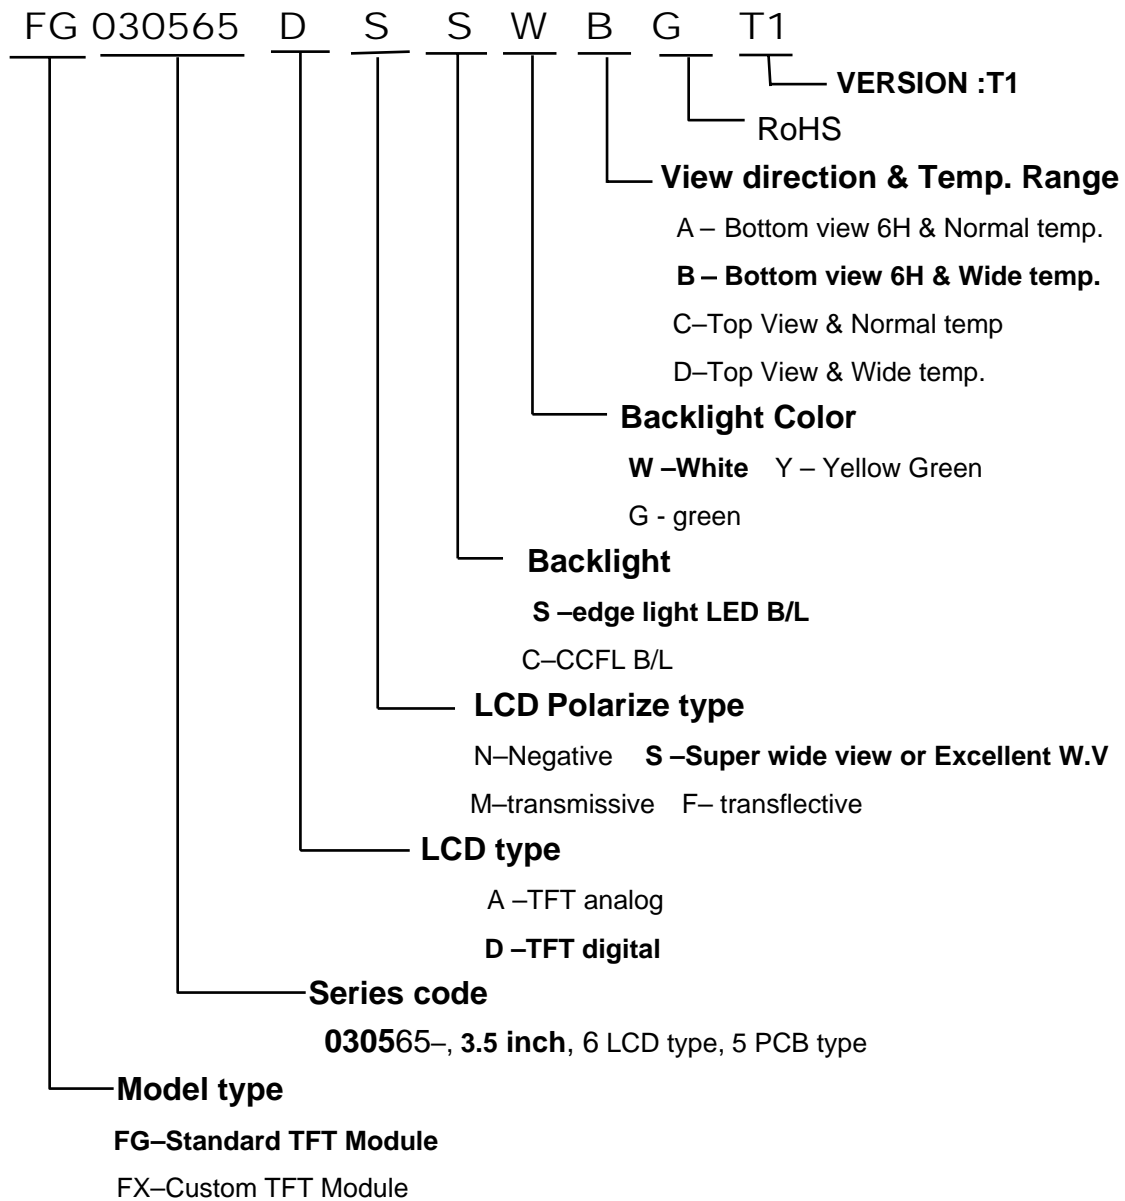 FG 030565 D S S W B G T1
VERSION :T1
RoHS
View direction & Temp. Range
A – Bottom view 6H & Normal temp.
B – Bottom view 6H & Wide temp.
C–Top View & Normal temp
D–Top View & Wide temp.
Backlight Color
W –White Y – Yellow Green
G - green
Backlight
S –edge light LED B/L
C–CCFL B/L
LCD Polarize type
N–Negative S –Super wide view or Excellent W.V
M–transmissive F– transflective
LCD type
A –TFT analog
D –TFT digital
Series code
030565–, 3.5 inch, 6 LCD type, 5 PCB type
Model type
FG–Standard TFT Module
FX–Custom TFT Module